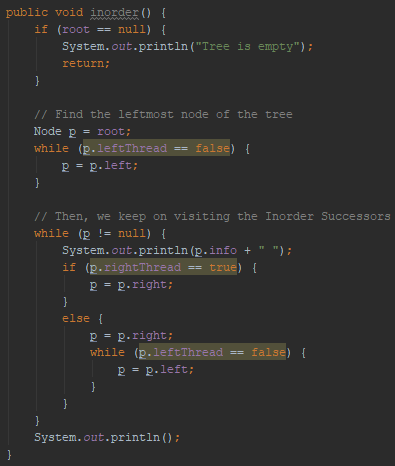 public void inorder() {
    if (root == null) {
        System.out.println("Tree is empty");
        return;
    }
    // Find the leftmost node of the tree
    Node p = root;
    while (p.leftThread == false) {
        p = p.left;
    }
    // Then, we keep on visiting the Inorder Successors
    while (p != null) {
        System.out.println(p.info + " ");
        if (p.rightThread == true) {
            p = p.right;
        }
        else {
            p = p.right;
            while (p.leftThread == false) {
                p = p.left;
            }
        }
    }
    System.out.println();
}